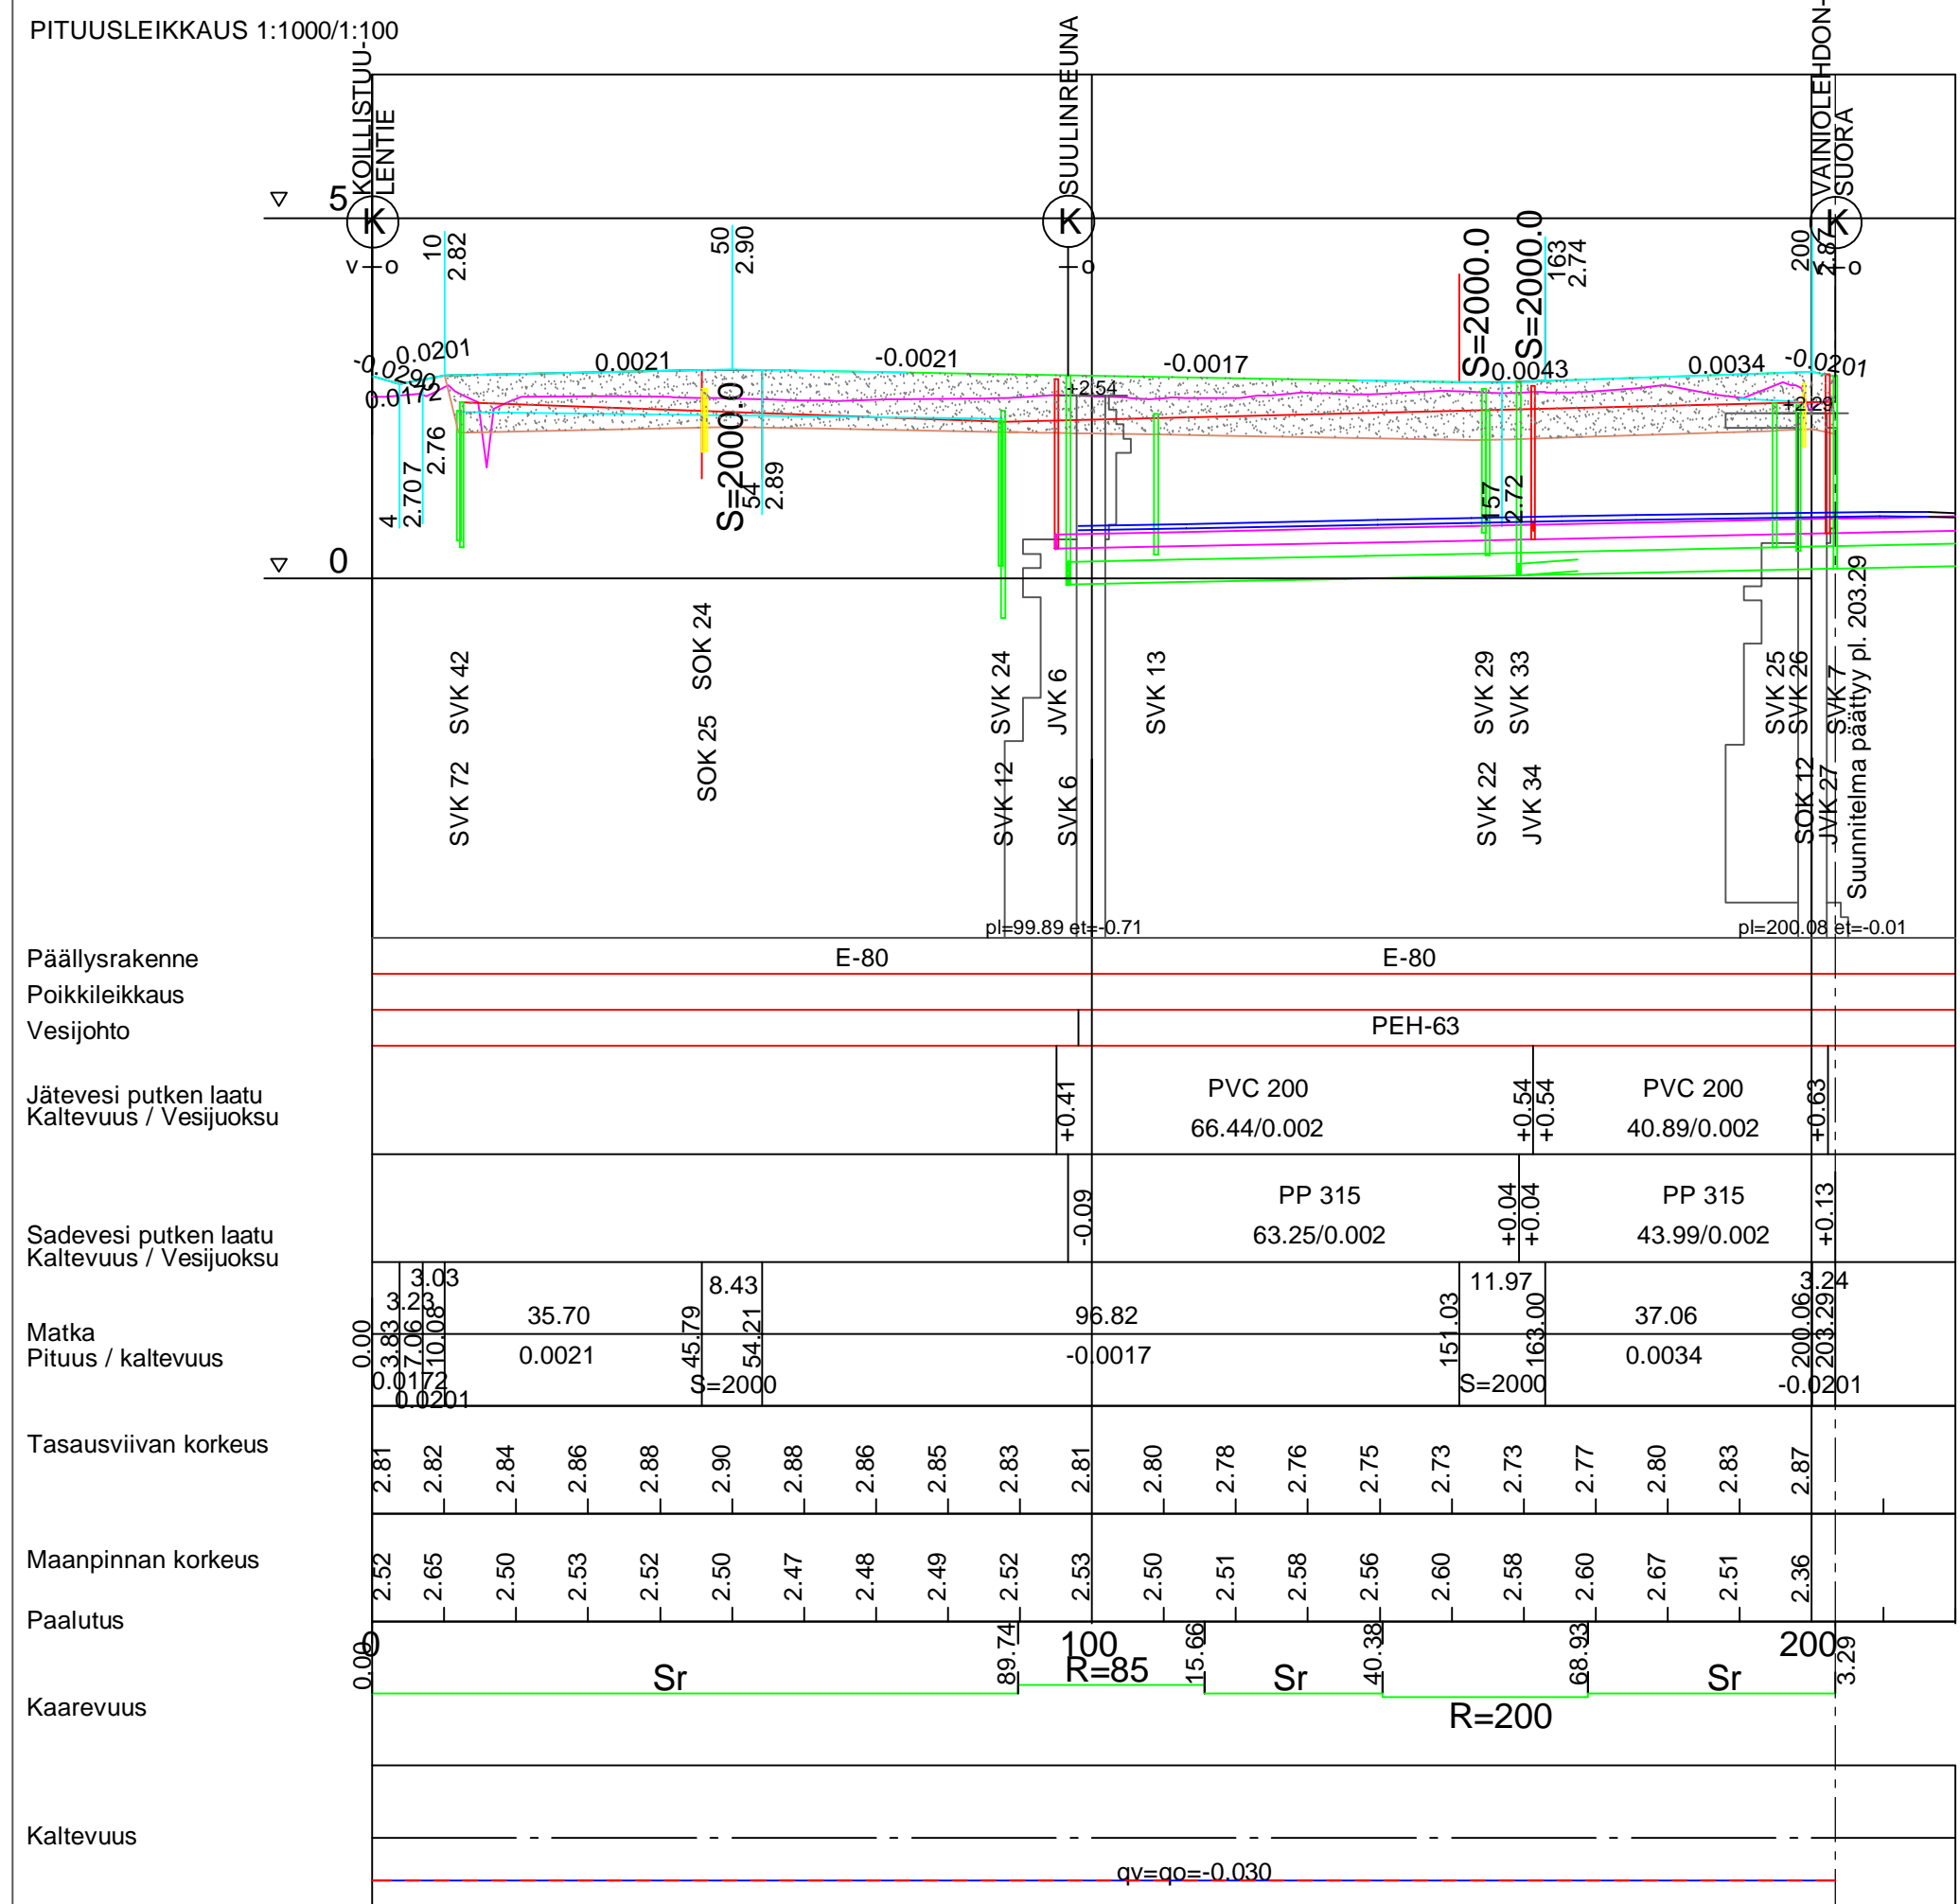 PITUUSLEIKKAUS 1:1000/1:100
KOILLISTUU-
LENTIE
SUULINREUNA
VAINIOLEHDON-
SUORA
5
K
K
K
v o
o
v o
10
2.82
50
2.90
S=2000.0
S=2000.0
163
2.74
200
2.87
-0.0290
0.0201
0.0172
0.0021
-0.0021
-0.0017
0.0043
0.0034
-0.0201
+2.54
+2.29
4
2.707
2.76
S=2000.0
54
2.89
157
2.72
0
SVK 42
SVK 72
SOK 24
SOK 25
SVK 24
SVK 12
JVK 6
SVK 6
SVK 13
SVK 29
SVK 22
SVK 33
JVK 34
SVK 25
SVK 26
SOK 12
SVK 7
JVK 27
Suunnitelma päättyy pl. 203.29
pl=99.89 et=-0.71
pl=200.08 et=-0.01
Päällysrakenne
E-80
E-80
Poikkileikkaus
Vesijohto
PEH-63
Jätevesi putken laatu
Kaltevuus / Vesijuoksu
+0.41
PVC 200
66.44/0.002
+0.54
+0.54
PVC 200
40.89/0.002
+0.63
Sadevesi putken laatu
Kaltevuus / Vesijuoksu
-0.09
PP 315
63.25/0.002
+0.04
+0.04
PP 315
43.99/0.002
+0.13
Matka
Pituus / kaltevuus
3.03
3.23
35.70
8.43
96.82
11.97
37.06
3.24
0.00
3.83
7.06
10.08
45.79
54.21
151.03
163.00
200.06
203.29
0.0172
0.0201
0.0021
S=2000
-0.0017
S=2000
0.0034
-0.0201
Tasausviivan korkeus
2.81 2.82 2.84 2.86 2.88 2.90 2.88 2.86 2.85 2.83 2.81 2.80 2.78 2.76 2.75 2.73 2.73 2.77 2.80 2.83 2.87
Maanpinnan korkeus
2.52 2.65 2.50 2.53 2.52 2.50 2.47 2.48 2.49 2.52 2.53 2.50 2.51 2.58 2.56 2.60 2.58 2.60 2.67 2.51 2.36
Paalutus
0 100 200
0.00 89.74 15.66 40.38 68.93 3.29
Kaarevuus
Sr R=85 Sr R=200 Sr
Kaltevuus
qv=qo=-0.030